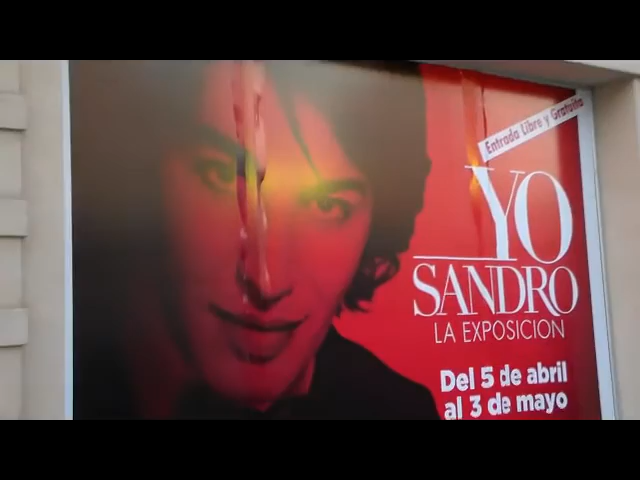 Entrada Libre y Gratuita
YO
SANDRO
LA EXPOSICION
Del 5 de abril
al 3 de mayo